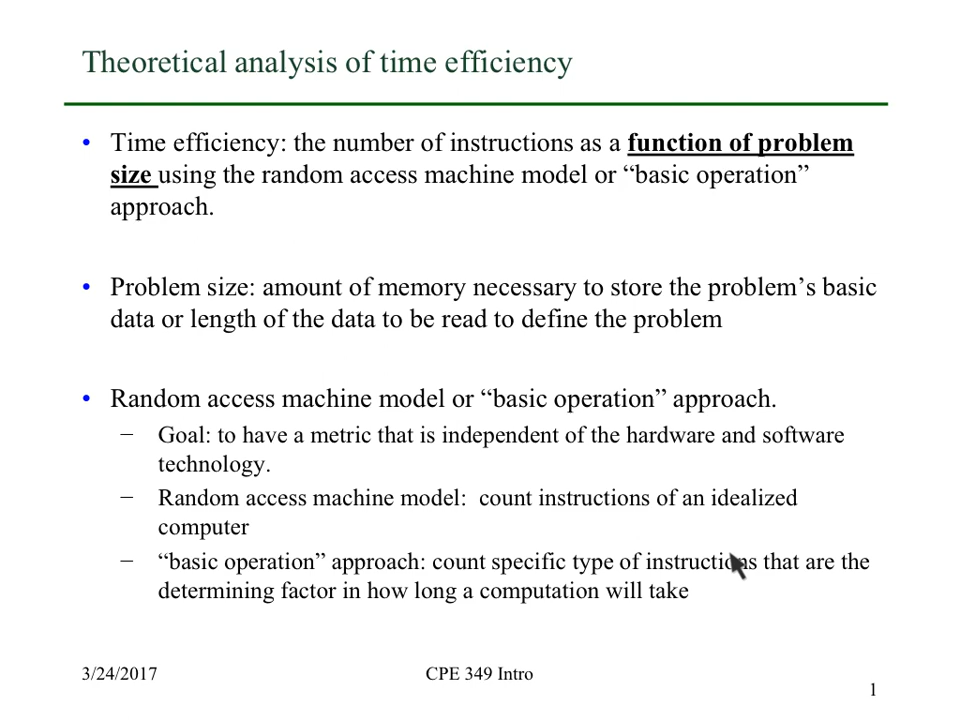 Theoretical analysis of time efficiency
• Time efficiency: the number of instructions as a function of problem
size using the random access machine model or “basic operation”
approach.
• Problem size: amount of memory necessary to store the problem’s basic
data or length of the data to be read to define the problem
• Random access machine model or “basic operation” approach.
– Goal: to have a metric that is independent of the hardware and software
technology.
– Random access machine model: count instructions of an idealized
computer
– “basic operation” approach: count specific type of instructions that are the
determining factor in how long a computation will take
3/24/2017
CPE 349 Intro
1